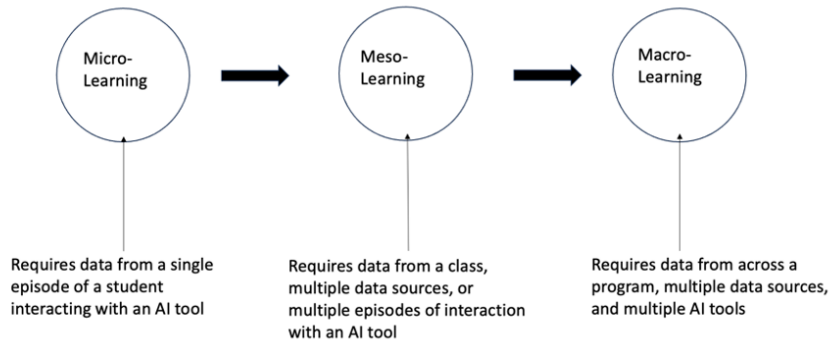 Micro-
Learning
Meso-
Learning
Macro-
Learning
Requires data from a single
episode of a student
interacting with an AI tool
Requires data from a class,
multiple data sources, or
multiple episodes of interaction
with an AI tool
Requires data from across a
program, multiple data sources,
and multiple AI tools